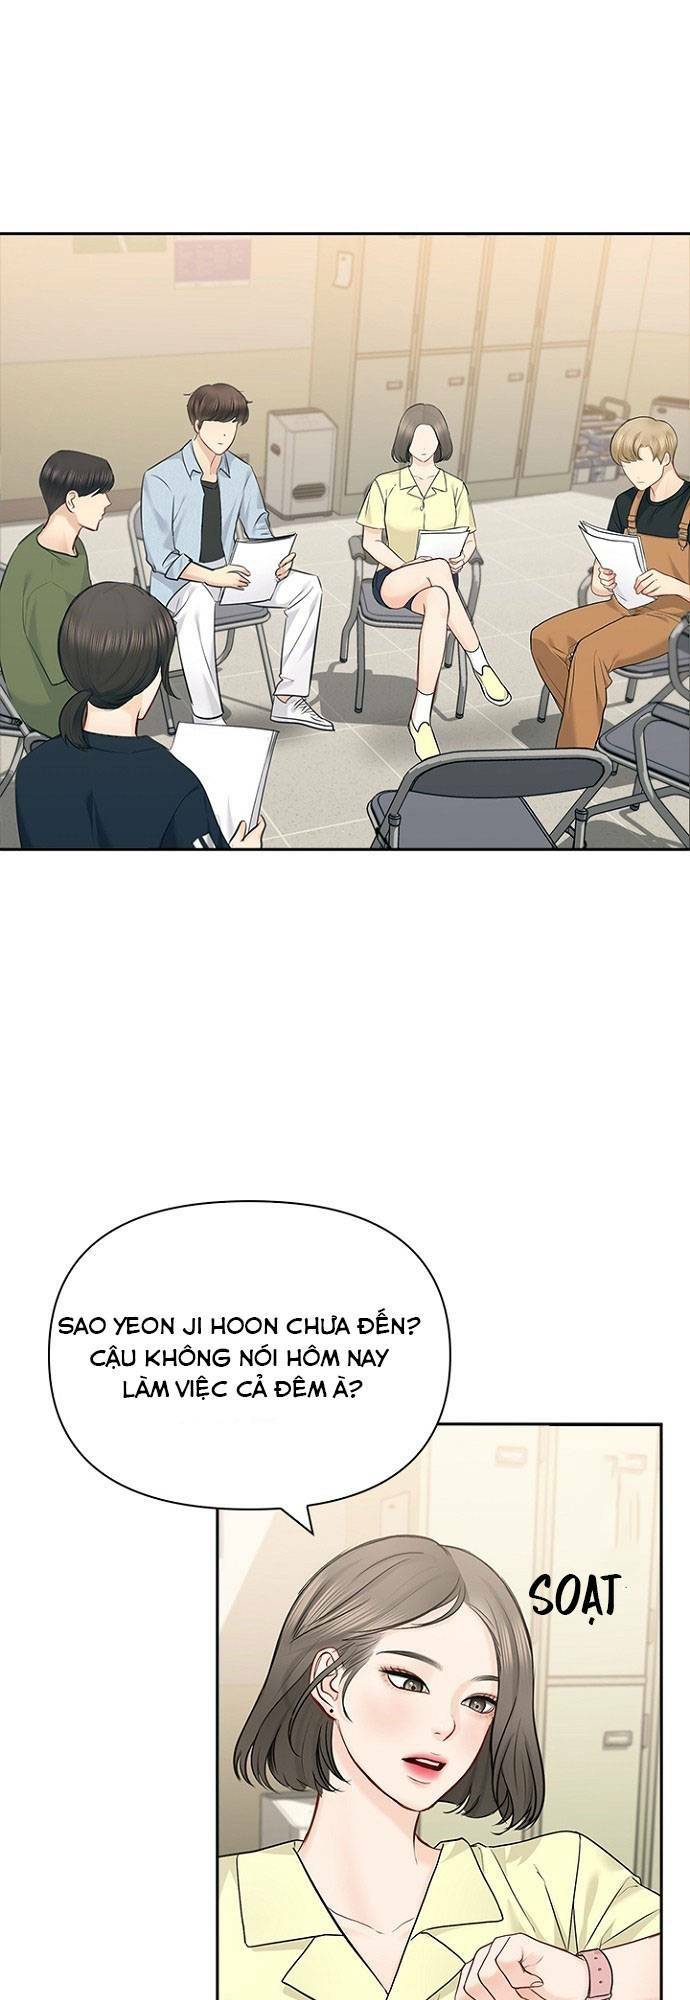 SAO YEON JI HOON CHƯA ĐẾN?
CẬU KHÔNG NÓI HÔM NAY
LÀM VIỆC CẢ ĐÊM À?
SOẠT